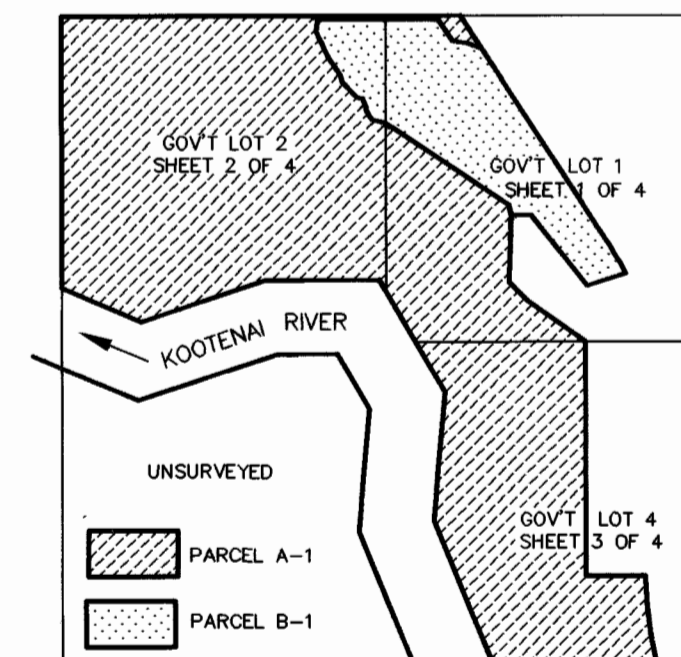 GOV'T LOT 2
SHEET 2 OF 4
GOV'T LOT 1
SHEET 1 OF 4
KOOTENAI RIVER
UNSURVEYED
GOV'T LOT 4
SHEET 3 OF 4
PARCEL A-1
PARCEL B-1